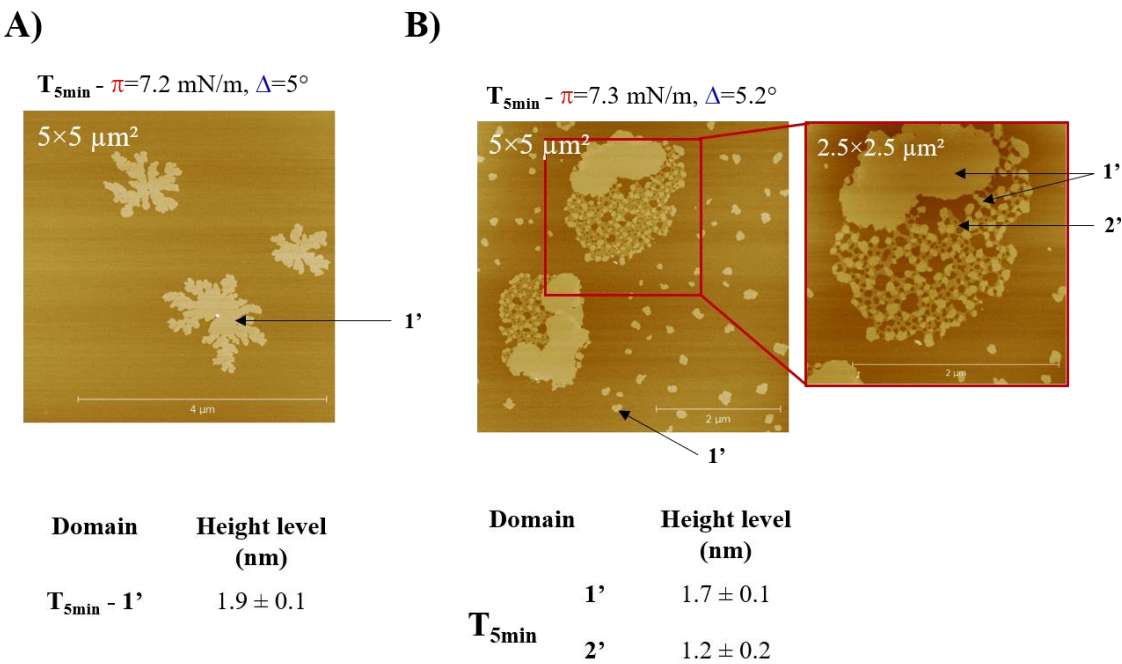 A)
T5min - π=7.2 mN/m, Δ=5°
5×5 µm²
1’
4 µm
Domain Height level
(nm)
T5min - 1’ 1.9 ± 0.1
B)
T5min - π=7.3 mN/m, Δ=5.2°
5×5 µm²
2 µm
1’
2.5×2.5 µm²
1’
2’
2 µm
Domain Height level
(nm)
T5min
1’ 1.7 ± 0.1
2’ 1.2 ± 0.2